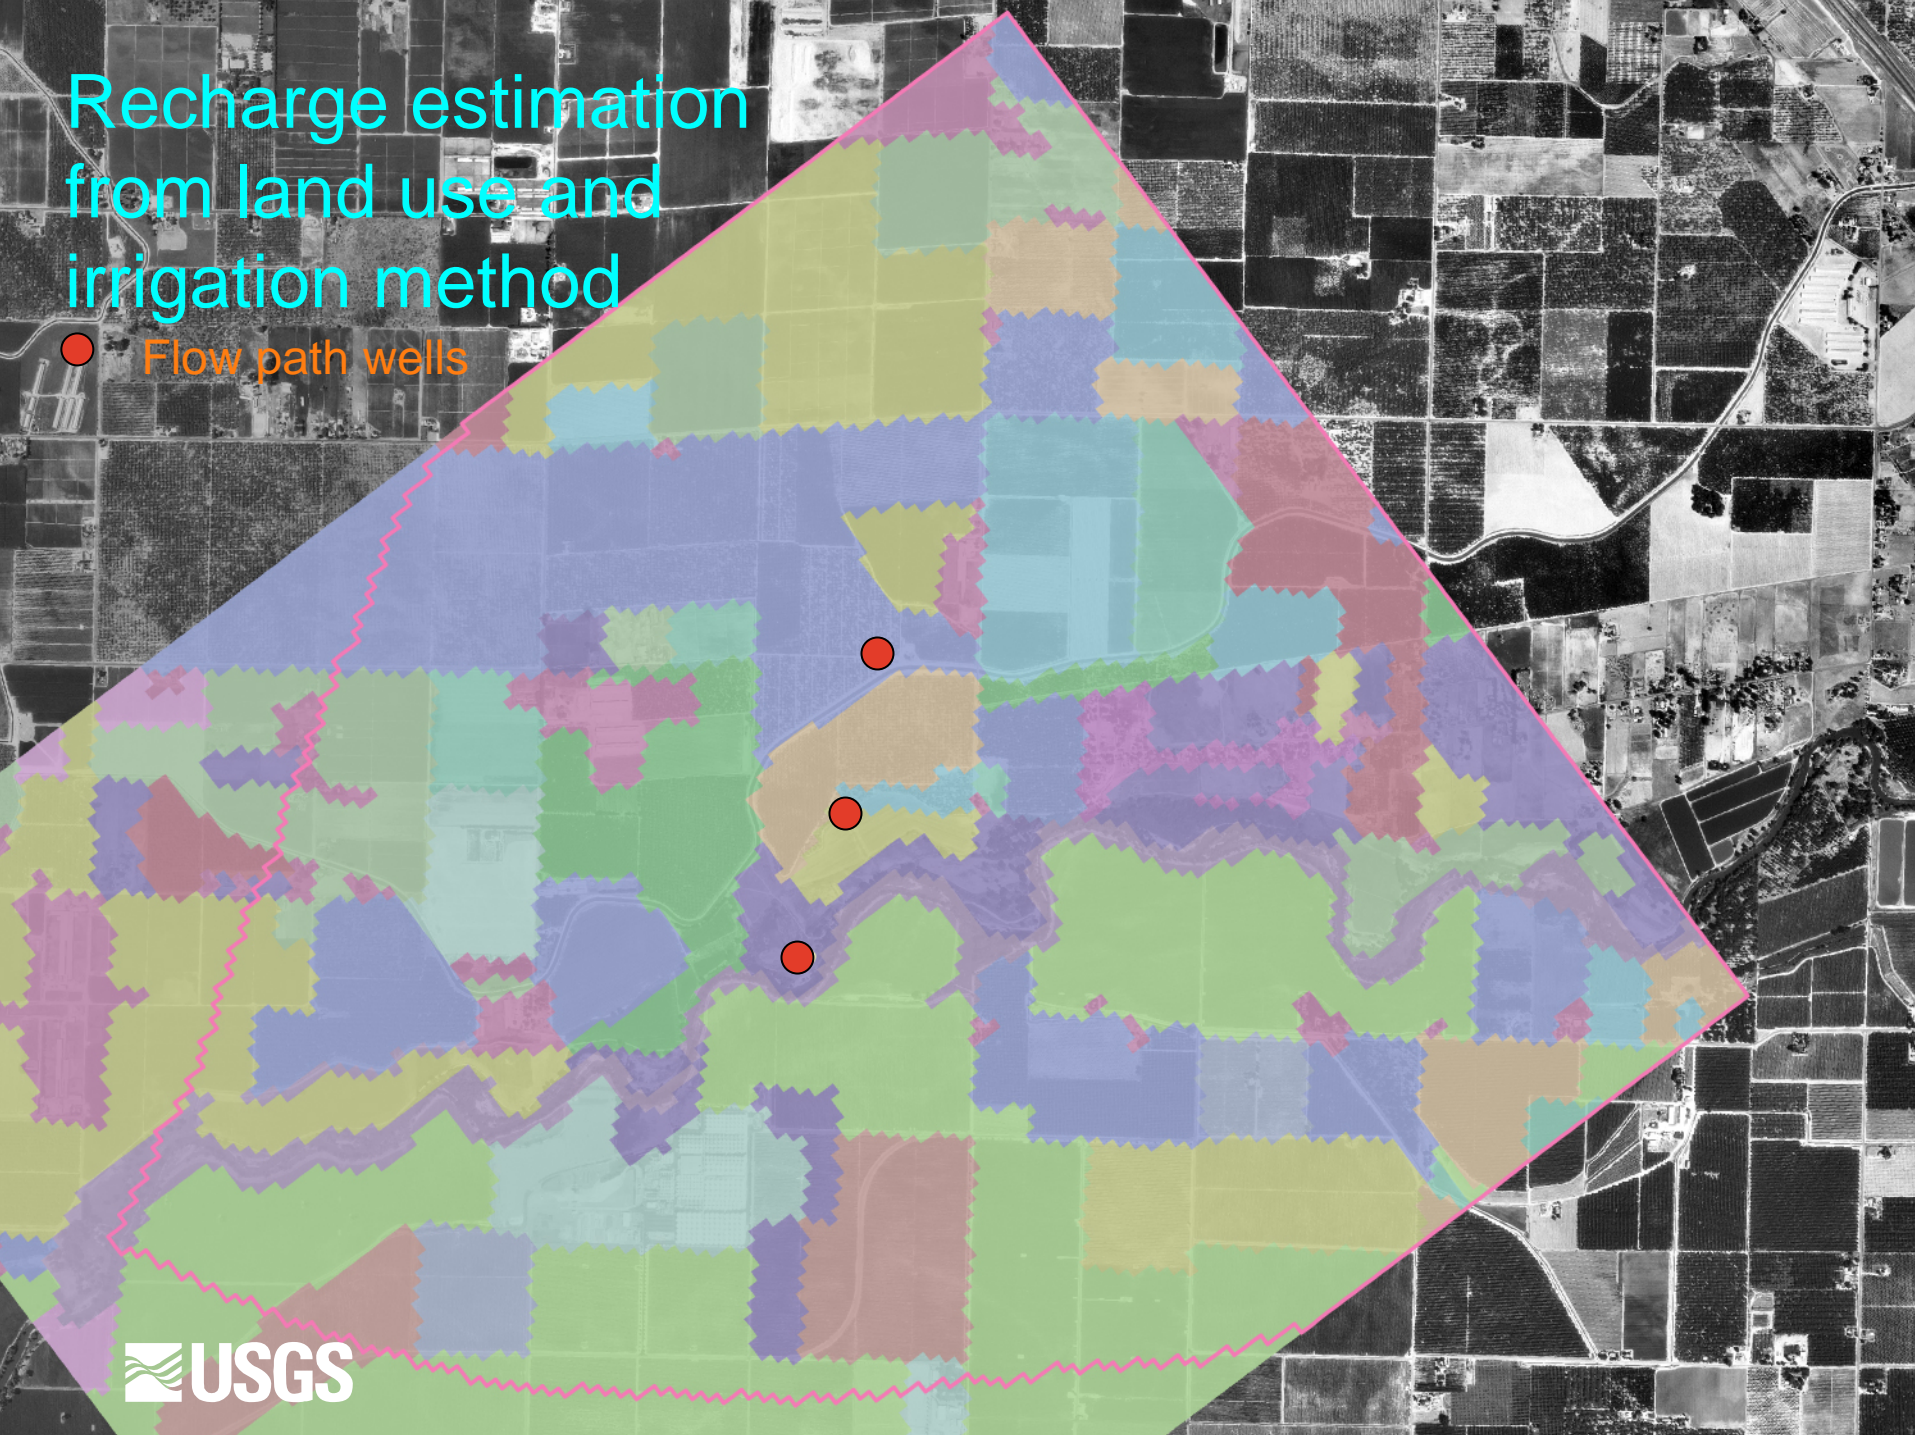 Recharge estimation
from land use and
irrigation method
Flow path wells
USGS